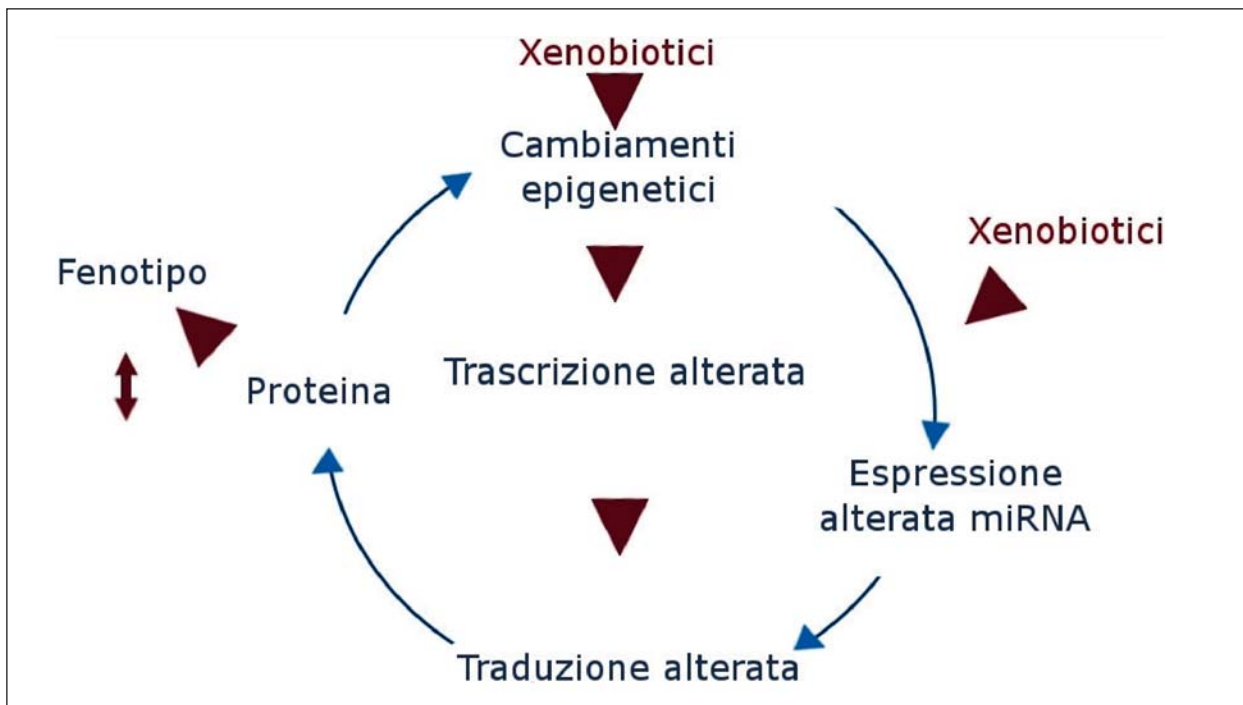 Xenobiotici
Cambiamenti
epigenetici
Xenobiotici
Fenotipo
Trascrizione alterata
Proteina
Espressione
alterata miRNA
Traduzione alterata